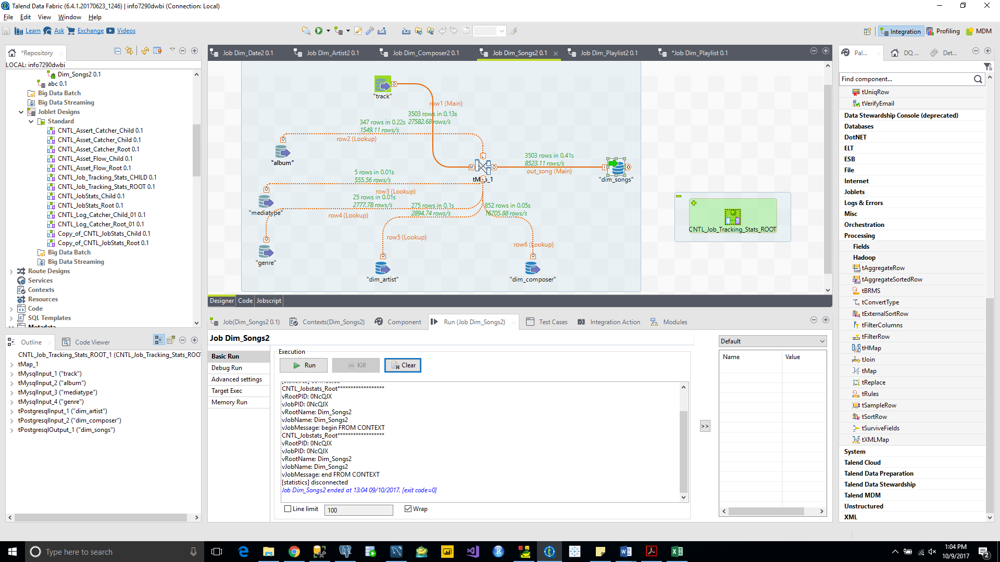 Talend Data Fabric (6.4.1.20170623_1246) | info7290dwbi (Connection: Local)
File Edit View Window Help
Learn Ask Exchange Videos
Integration Profiling MDM
*Repository
LOCAL: info7290dwbi
Dim_Songs2 0.1
abc 0.1
Big Data Batch
Big Data Streaming
Joblet Designs
Standard
CNTL_Assert_Catcher_Child 0.1
CNTL_Asset_Catcher_Child 0.1
CNTL_Asset_Catcher_Root 0.1
CNTL_Asset_Flow_Child 0.1
CNTL_Asset_Flow_Root 0.1
CNTL_Job_Tracking_Stats_CHILD 0.1
CNTL_Job_Tracking_Stats_ROOT 0.1
CNTL_JobStats_Child 0.1
CNTL_JobStats_Root 0.1
CNTL_Log_Catcher_Child_01 0.1
CNTL_Log_Catcher_Root_01 0.1
Copy_of_CNTL_JobStats_Child 0.1
Copy_of_CNTL_JobStats_Root 0.1
Big Data Batch
Big Data Streaming
Route Designs
Services
Contexts
Resources
Code
SQL Templates
Metadata
Outline Code Viewer
CNTL_Job_Tracking_Stats_ROOT_1 (CNTL_Job_Tracking_Stats_ROO
tMap_1
tMysqlInput_1 ("track")
tMysqlInput_2 ("album")
tMysqlInput_3 ("mediatype")
tMysqlInput_4 ("genre")
tPostgresqlInput_1 ("dim_artist")
tPostgresqlInput_2 ("dim_composer")
tPostgresqlOutput_1 ("dim_songs")
Job Dim_Date2 0.1 Job Dim_Artist2 0.1 Job Dim_Composer2 0.1 Job Dim_Songs2 0.1 Job Dim_Playlist2 0.1 *Job Dim_Playlist 0.1
"track"
row1 (Main)
3503 rows in 0.13s
27582.68 rows/s
347 rows in 0.22s
1549.11 rows/s
row2 (Lookup)
"album"
3503 rows in 0.41s
8523.11 rows/s
out_song (Main)
tMap_1
"dim_songs"
5 rows in 0.01s
555.56 rows/s
row3 (Lookup)
"mediatype"
25 rows in 0.01s
2777.78 rows/s
row4 (Lookup)
275 rows in 0.1s
2894.74 rows/s
852 rows in 0.05s
16705.88 rows/s
row5 (Lookup)
row6 (Lookup)
"genre"
"dim_artist"
"dim_composer"
CNTL_Job_Tracking_Stats_ROOT
Designer Code Jobscript
Job(Dim_Songs2 0.1) Contexts(Dim_Songs2) Component Run (Job Dim_Songs2) Test Cases Integration Action Modules
Job Dim_Songs2
Basic Run
Debug Run
Advanced settings
Target Exec
Memory Run
Execution
Run Kill Clear
[statistics] connected
CNTL_Jobstats_Root******************
vRootPID: 0NcQJX
vJobPID: 0NcQJX
vRootName: Dim_Songs2
vJobName: Dim_Songs2
vJobMessage: begin FROM CONTEXT
CNTL_Jobstats_Root******************
vRootPID: 0NcQJX
vJobPID: 0NcQJX
vRootName: Dim_Songs2
vJobName: Dim_Songs2
vJobMessage: end FROM CONTEXT
[statistics] disconnected
Job Dim_Songs2 ended at 13:04 09/10/2017. [exit code=0]
Line limit 100 Wrap
>>
Default
Name Value
Pal... DQ ... Det...
Find component...
tUniqRow
tVerifyEmail
Data Stewardship Console (deprecated)
Databases
DotNET
ELT
ESB
File
Internet
Joblets
Logs & Errors
Misc
Orchestration
Processing
Fields
Hadoop
tAggregateRow
tAggregateSortedRow
tBRMS
tConvertType
tExternalSortRow
tFilterColumns
tFilterRow
tHMap
tJoin
tMap
tReplace
tRules
tSampleRow
tSortRow
tSurviveFields
tXMLMap
System
Talend Cloud
Talend Data Preparation
Talend Data Stewardship
Talend MDM
Unstructured
XML
Type here to search
1:04 PM
10/9/2017
2